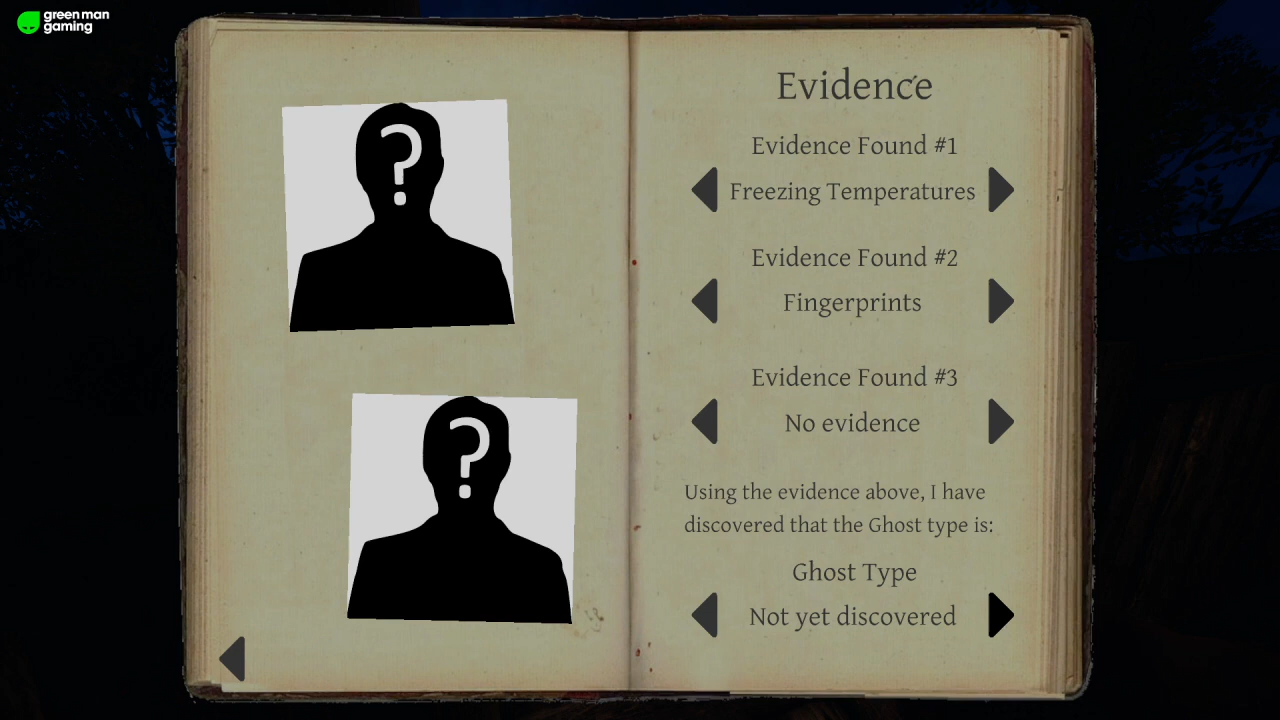 green man
gaming
?
?
Evidence
Evidence Found #1
Freezing Temperatures
Evidence Found #2
Fingerprints
Evidence Found #3
No evidence
Using the evidence above, I have
discovered that the Ghost type is:
Ghost Type
Not yet discovered